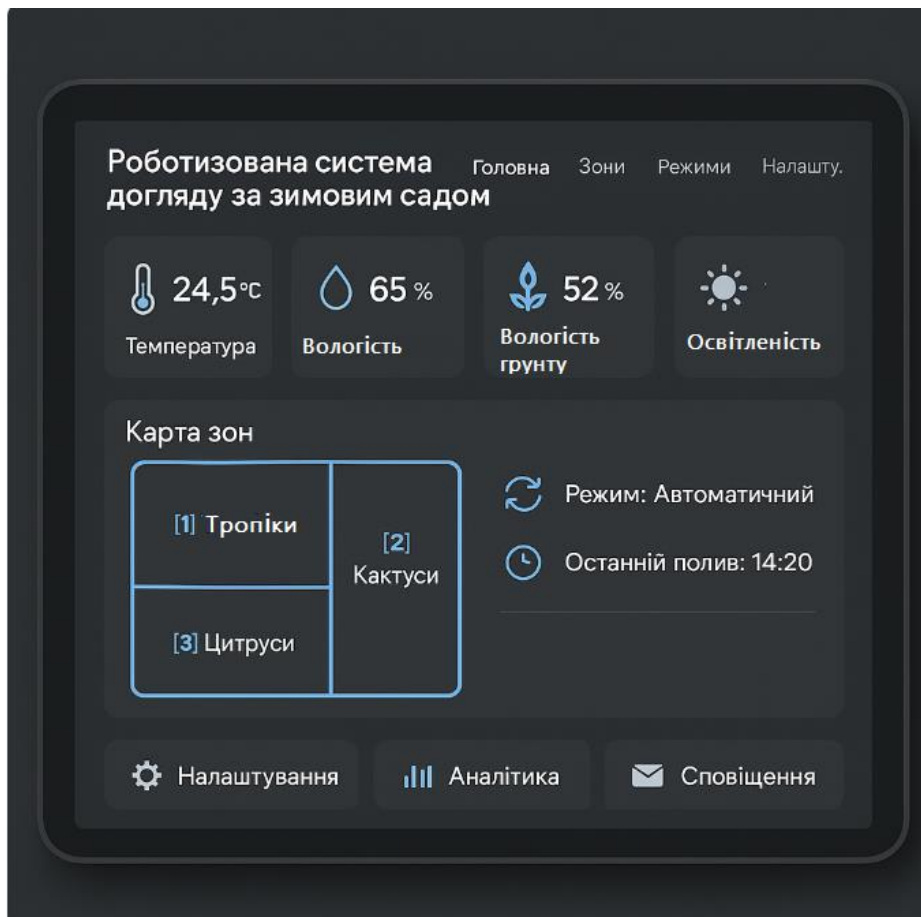 Роботизована система
догляду за зимовим садом
Головна Зони Режими Налашту.
24,5°C
Температура
65 %
Вологість
52 %
Вологість
грунту
Освітленість
Карта зон
[1] Тропіки
[2]
Кактуси
[3] Цитруси
Режим: Автоматичний
Останній полив: 14:20
Налаштування
Аналітика
Сповіщення